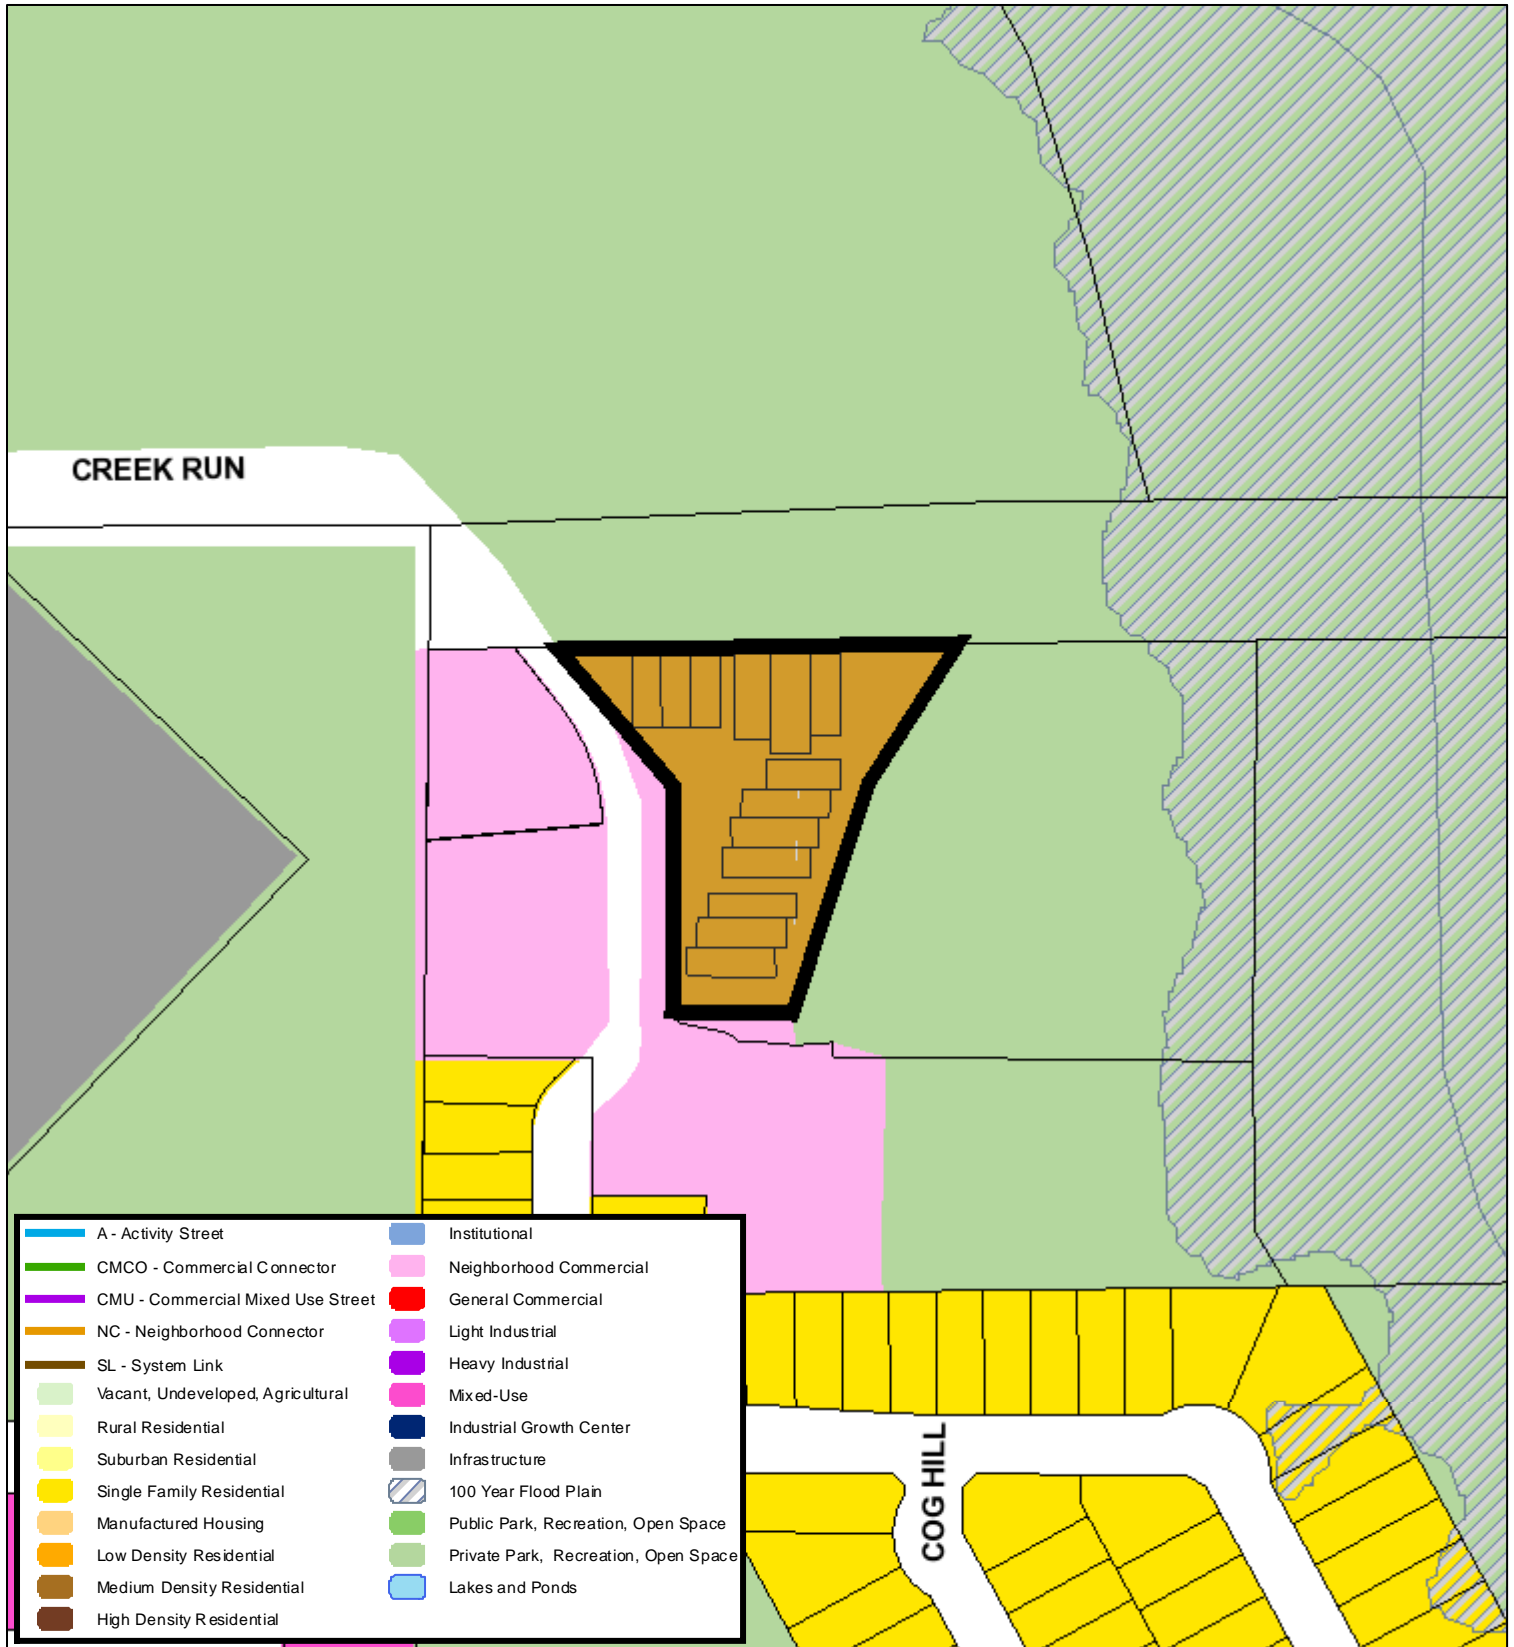 CREEK RUN
A - Activity Street
CMCO - Commercial Connector
CMU - Commercial Mixed Use Street
NC - Neighborhood Connector
SL - System Link
Vacant, Undeveloped, Agricultural
Rural Residential
Suburban Residential
Single Family Residential
Manufactured Housing
Low Density Residential
Medium Density Residential
High Density Residential
Institutional
Neighborhood Commercial
General Commercial
Light Industrial
Heavy Industrial
Mixed-Use
Industrial Growth Center
Infrastructure
100 Year Flood Plain
Public Park, Recreation, Open Space
Private Park, Recreation, Open Space
Lakes and Ponds
COG HILL